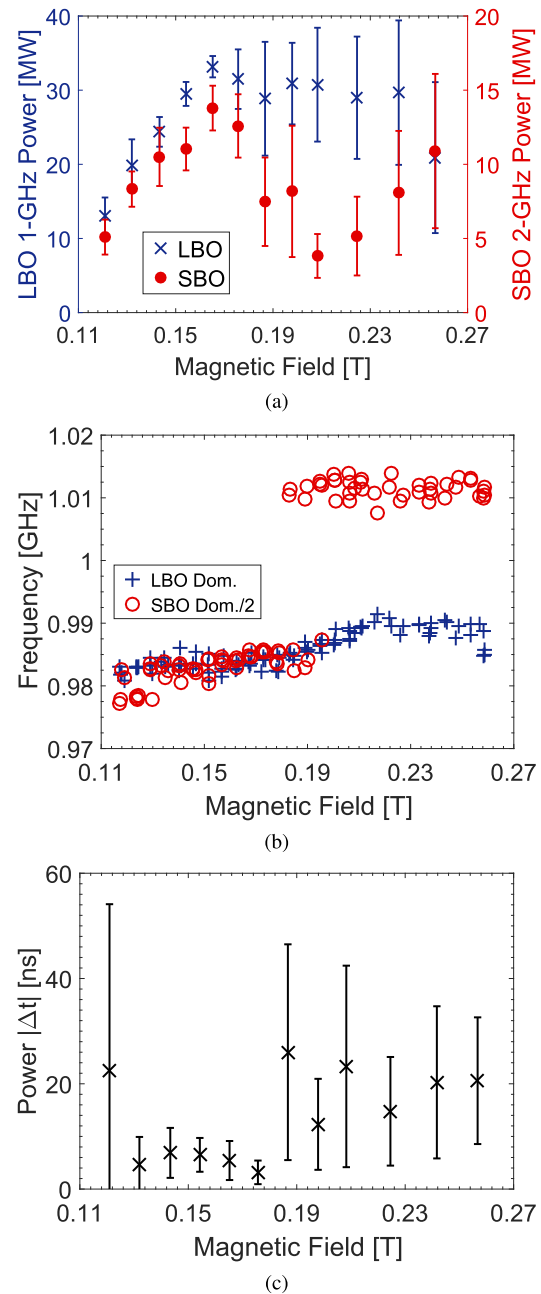 40
30
20
10
0
LBO 1-GHz Power [MW]
20
15
10
5
0
SBO 2-GHz Power [MW]
LBO
SBO
0.11 0.15 0.19 0.23 0.27
Magnetic Field [T]
(a)
1.02
1.01
1
0.99
0.98
0.97
Frequency [GHz]
LBO Dom.
SBO Dom./2
0.11 0.15 0.19 0.23 0.27
Magnetic Field [T]
(b)
60
40
20
0
Power |Δt| [ns]
0.11 0.15 0.19 0.23 0.27
Magnetic Field [T]
(c)